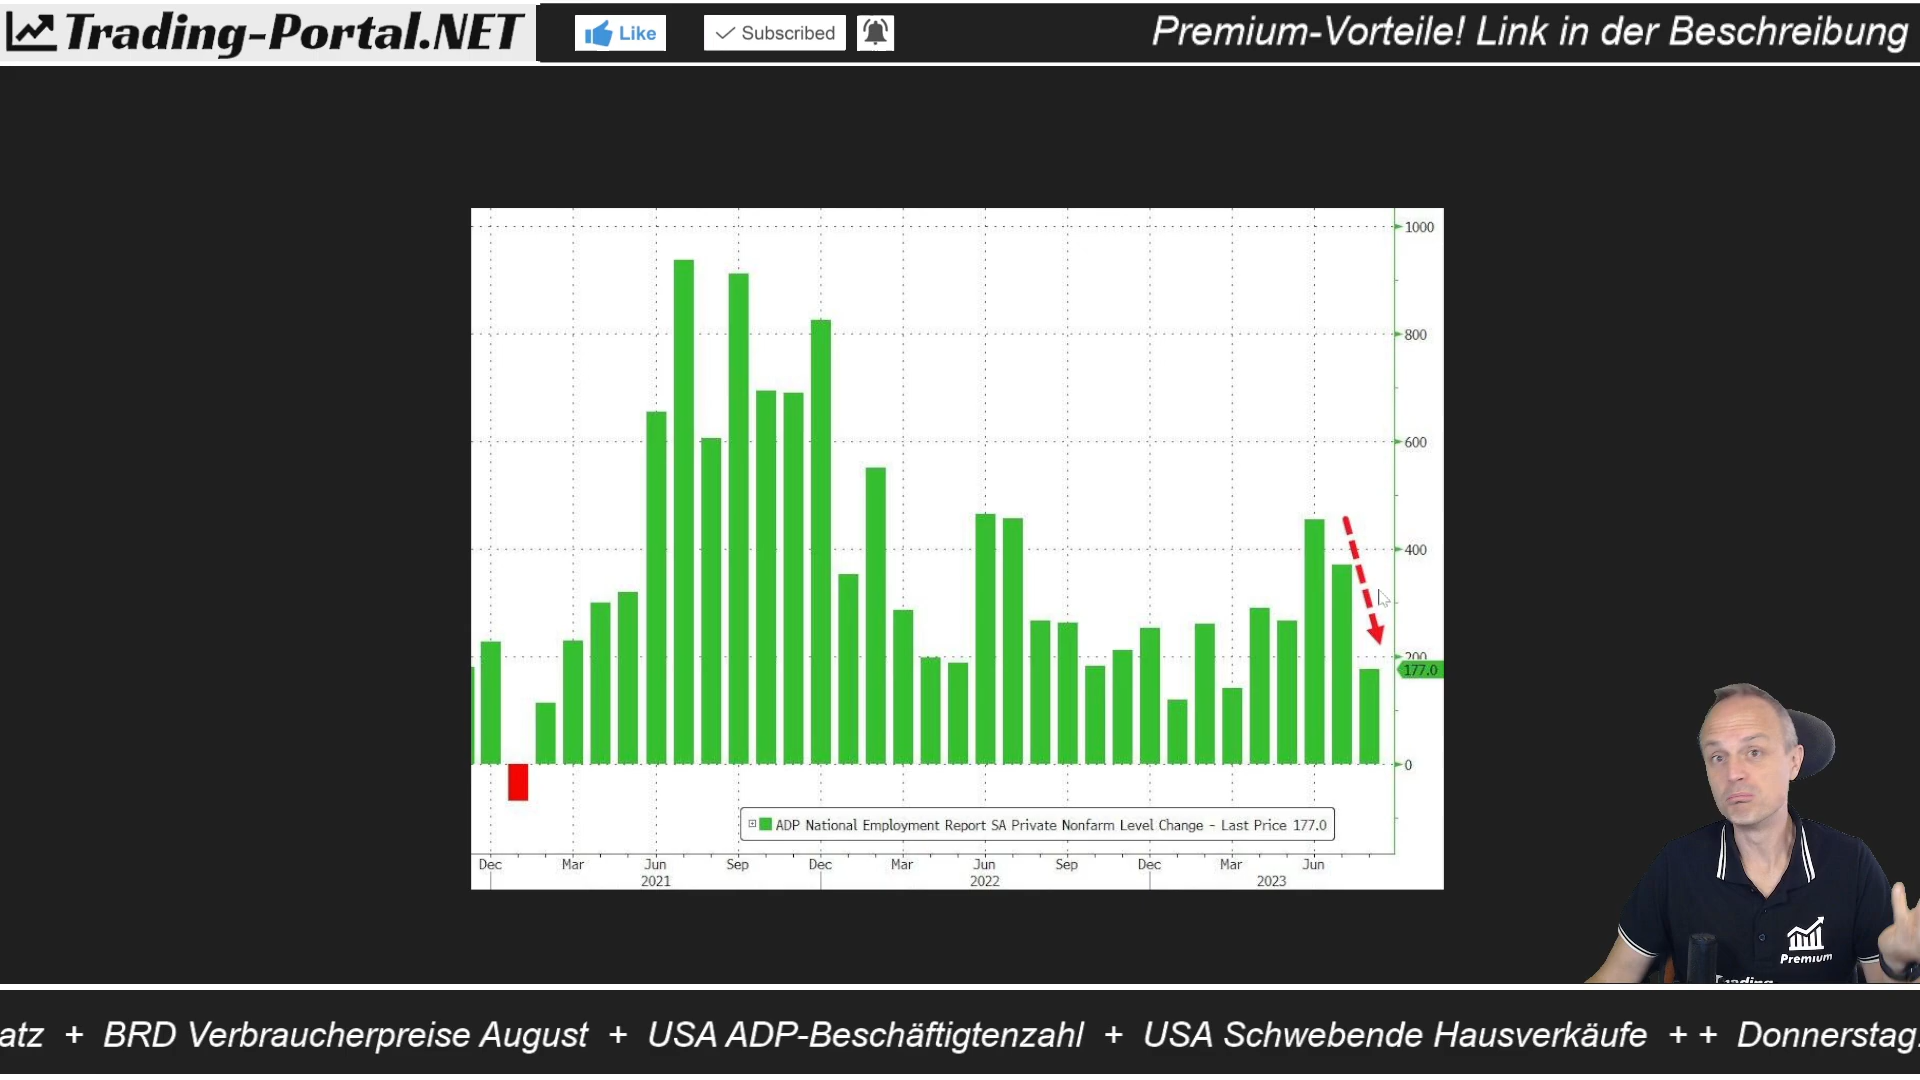 Trading-Portal.NET
Like
Subscribed
Premium-Vorteile! Link in der Beschreibung
1000
800
600
400
200
177.0
0
ADP National Employment Report SA Private Nonfarm Level Change - Last Price 177.0
Dec Mar Jun Sep Dec Mar Jun Sep Dec Mar Jun
2021 2022 2023
Premium
atz + BRD Verbraucherpreise August + USA ADP-Beschäftigtenzahl + USA Schwebende Hausverkäufe + + Donnerstag: